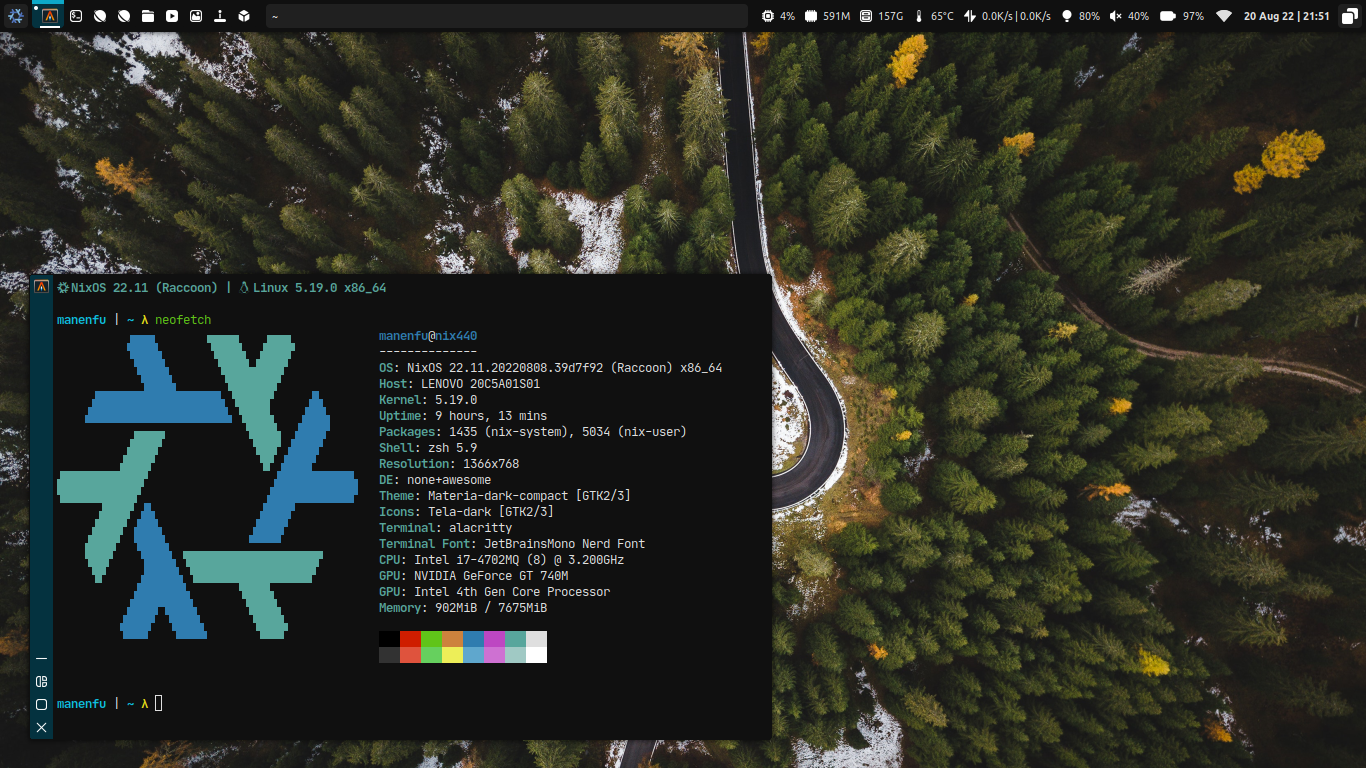 ~
4% 591M 157G 65°C 0.0K/s|0.0K/s 80% 40% 97% 20 Aug 22 | 21:51
NixOS 22.11 (Raccoon) | Linux 5.19.0 x86_64
manenfu | ~ λ neofetch
manenfu@nix440
--------------
OS: NixOS 22.11.20220808.39d7f92 (Raccoon) x86_64
Host: LENOVO 20C5A01S01
Kernel: 5.19.0
Uptime: 9 hours, 13 mins
Packages: 1435 (nix-system), 5034 (nix-user)
Shell: zsh 5.9
Resolution: 1366x768
DE: none+awesome
Theme: Materia-dark-compact [GTK2/3]
Icons: Tela-dark [GTK2/3]
Terminal: alacritty
Terminal Font: JetBrainsMono Nerd Font
CPU: Intel i7-4702MQ (8) @ 3.200GHz
GPU: NVIDIA GeForce GT 740M
GPU: Intel 4th Gen Core Processor
Memory: 902MiB / 7675MiB
manenfu | ~ λ